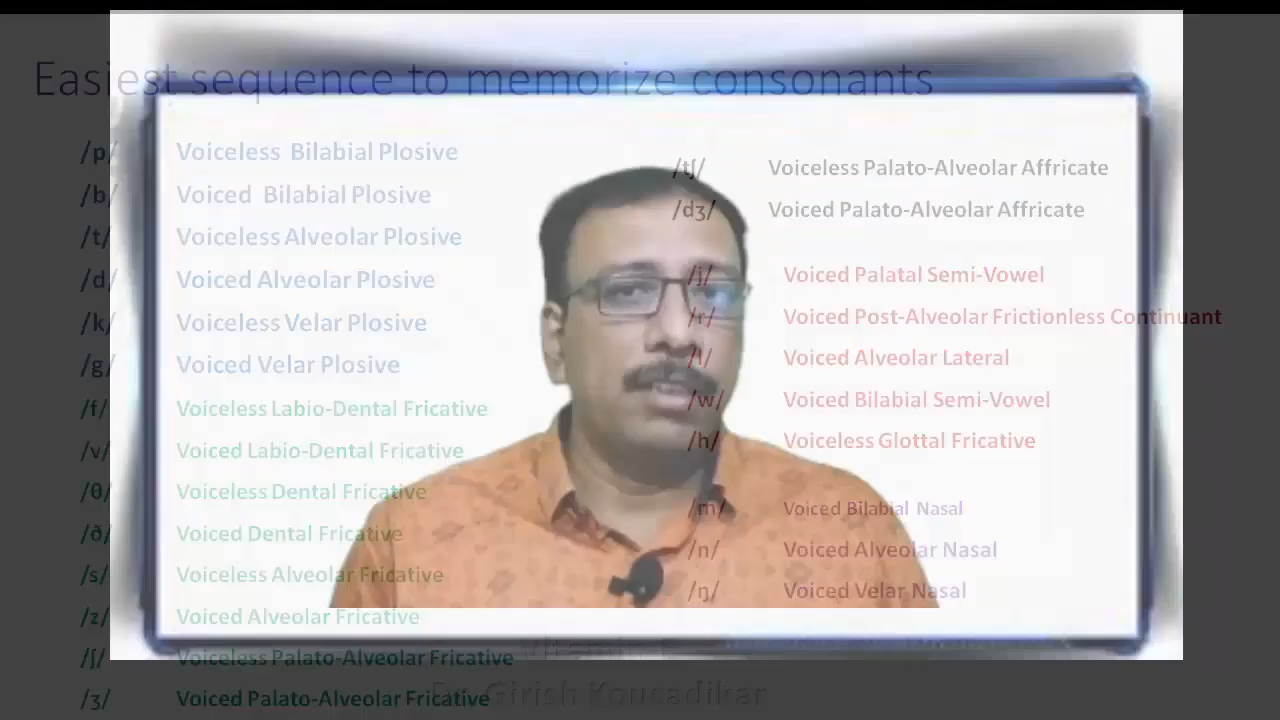 Easiest sequence to memorize consonants
/p/ Voiceless Bilabial Plosive
/b/ Voiced Bilabial Plosive
/t/ Voiceless Alveolar Plosive
/d/ Voiced Alveolar Plosive
/k/ Voiceless Velar Plosive
/g/ Voiced Velar Plosive
/f/ Voiceless Labio-Dental Fricative
/v/ Voiced Labio-Dental Fricative
/θ/ Voiceless Dental Fricative
/ð/ Voiced Dental Fricative
/s/ Voiceless Alveolar Fricative
/z/ Voiced Alveolar Fricative
/ʃ/ Voiceless Palato-Alveolar Fricative
/ʒ/ Voiced Palato-Alveolar Fricative
/tʃ/ Voiceless Palato-Alveolar Affricate
/dʒ/ Voiced Palato-Alveolar Affricate
/j/ Voiced Palatal Semi-Vowel
/r/ Voiced Post-Alveolar Frictionless Continuant
/l/ Voiced Alveolar Lateral
/w/ Voiced Bilabial Semi-Vowel
/h/ Voiceless Glottal Fricative
/m/ Voiced Bilabial Nasal
/n/ Voiced Alveolar Nasal
/ŋ/ Voiced Velar Nasal
Girish Kousadikar